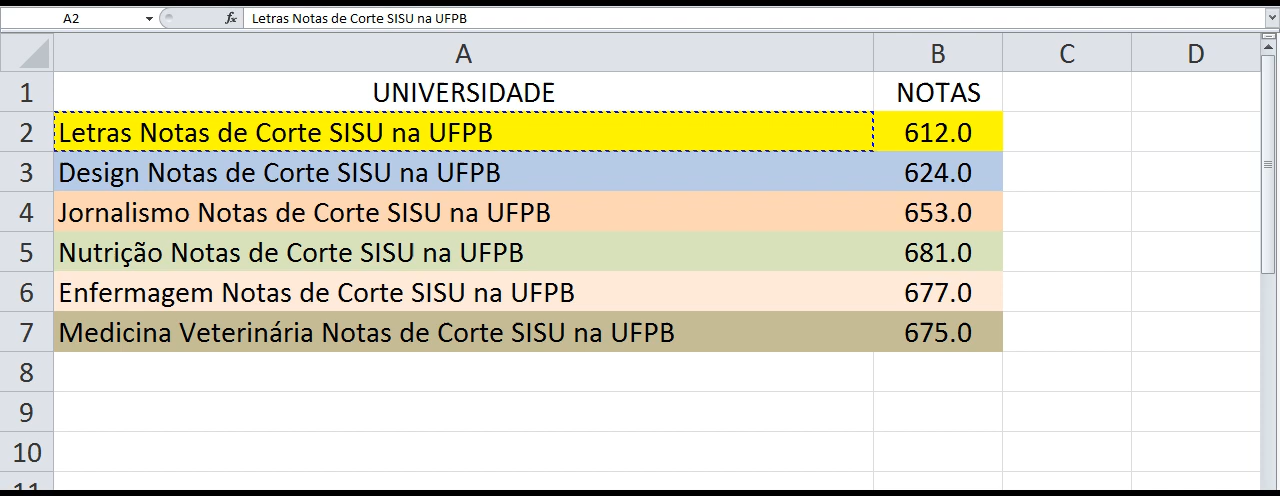 A2 fx Letras Notas de Corte SISU na UFPB
A B C D
1 UNIVERSIDADE NOTAS
2 Letras Notas de Corte SISU na UFPB 612.0
3 Design Notas de Corte SISU na UFPB 624.0
4 Jornalismo Notas de Corte SISU na UFPB 653.0
5 Nutrição Notas de Corte SISU na UFPB 681.0
6 Enfermagem Notas de Corte SISU na UFPB 677.0
7 Medicina Veterinária Notas de Corte SISU na UFPB 675.0
8
9
10
11